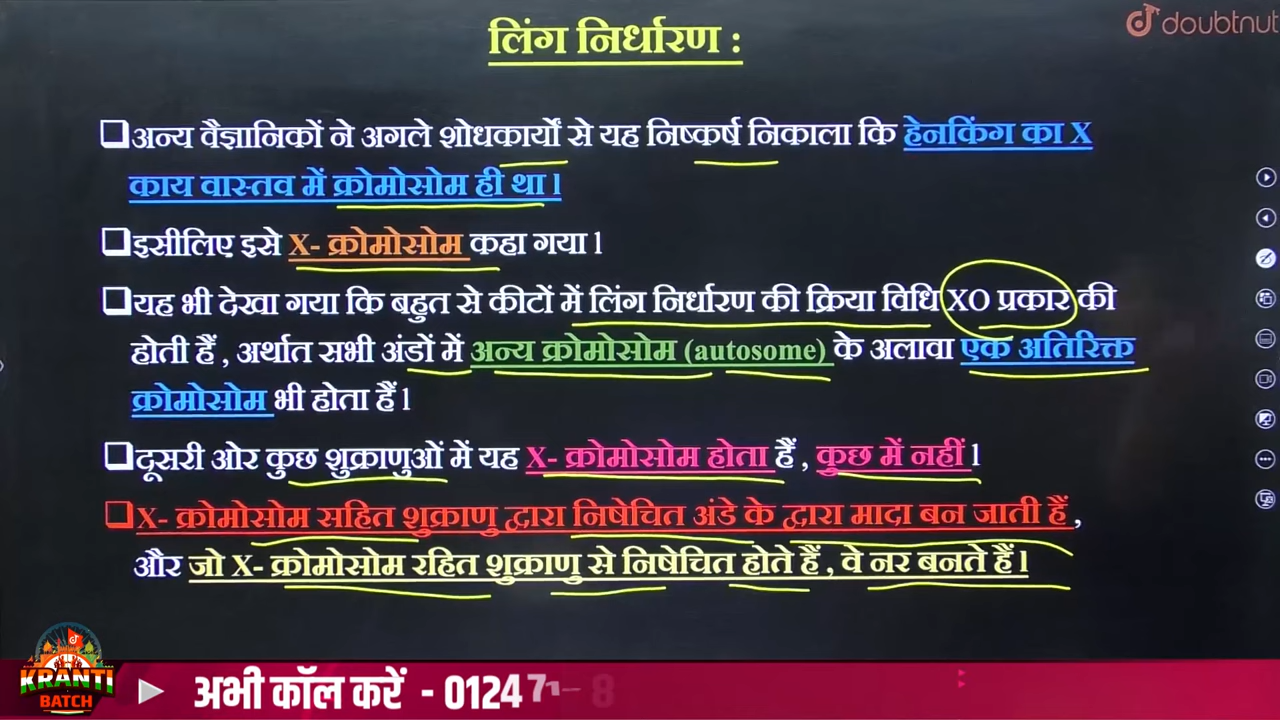 doubtnut
लिंग निर्धारण :
अन्य वैज्ञानिकों ने अगले शोधकार्यों से यह निष्कर्ष निकाला कि हेनकिंग का X
काय वास्तव में क्रोमोसोम ही था l
इसीलिए इसे X- क्रोमोसोम कहा गया l
यह भी देखा गया कि बहुत से कीटों में लिंग निर्धारण की क्रिया विधि XO प्रकार की
होती हैं , अर्थात सभी अंडों में अन्य क्रोमोसोम (autosome) के अलावा एक अतिरिक्त
क्रोमोसोम भी होता हैं l
दूसरी ओर कुछ शुक्राणुओं में यह X- क्रोमोसोम होता हैं , कुछ में नहीं l
X- क्रोमोसोम सहित शुक्राणु द्वारा निषेचित अंडे के द्वारा मादा बन जाती हैं ,
और जो X- क्रोमोसोम रहित शुक्राणु से निषेचित होते हैं , वे नर बनते हैं l
KRANTI
BATCH
अभी कॉल करें - 01247